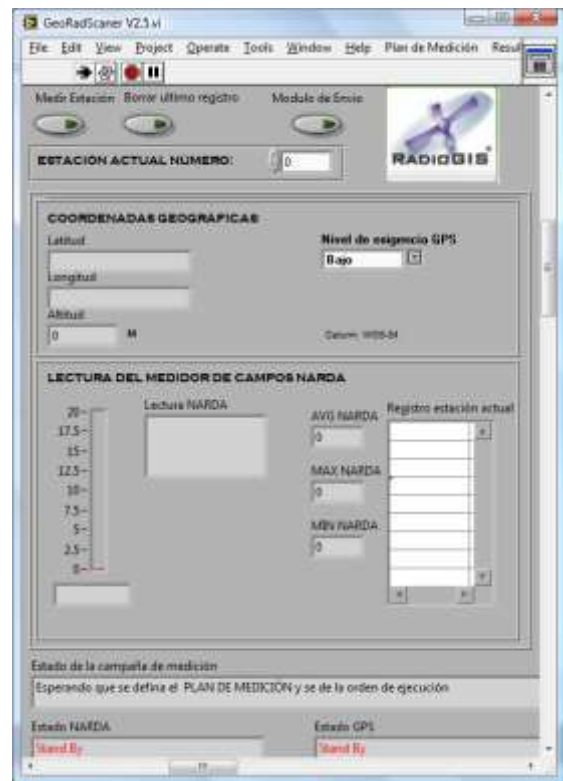 GeoRadScaner V2.5.vi
File Edit View Project Operate Tools Window Help Plan de Medición Resul
Medir Estación Borrar ultimo registro Modulo de Envio
ESTACIÓN ACTUAL NÚMERO: 0
RADIOGIS
COORDENADAS GEOGRAFICAS
Latitud
Nivel de exigencia GPS
Bajo
Longitud
Altitud
0 M
Datum: WGS-84
LECTURA DEL MEDIDOR DE CAMPOS NARDA
Lectura NARDA
AVG NARDA
0
MAX NARDA
0
MIN NARDA
0
Registro estación actual
20
17.5
15
12.5
10
7.5
5
2.5
0
Estado de la campaña de medición
Esperando que se defina el PLAN DE MEDICIÓN y se de la orden de ejecución
Estado NARDA Estado GPS
Stand By Stand By